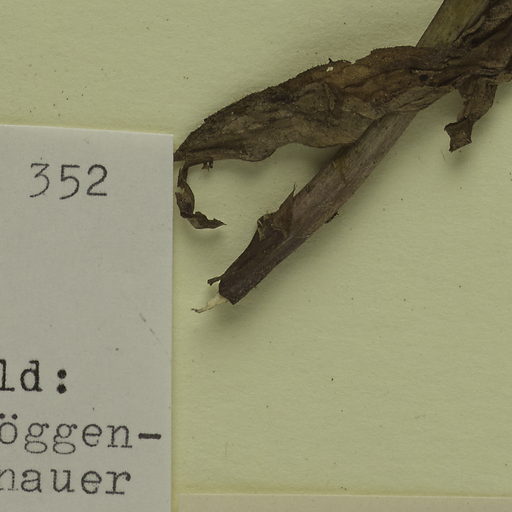 352
ld:
öggen-
nauer